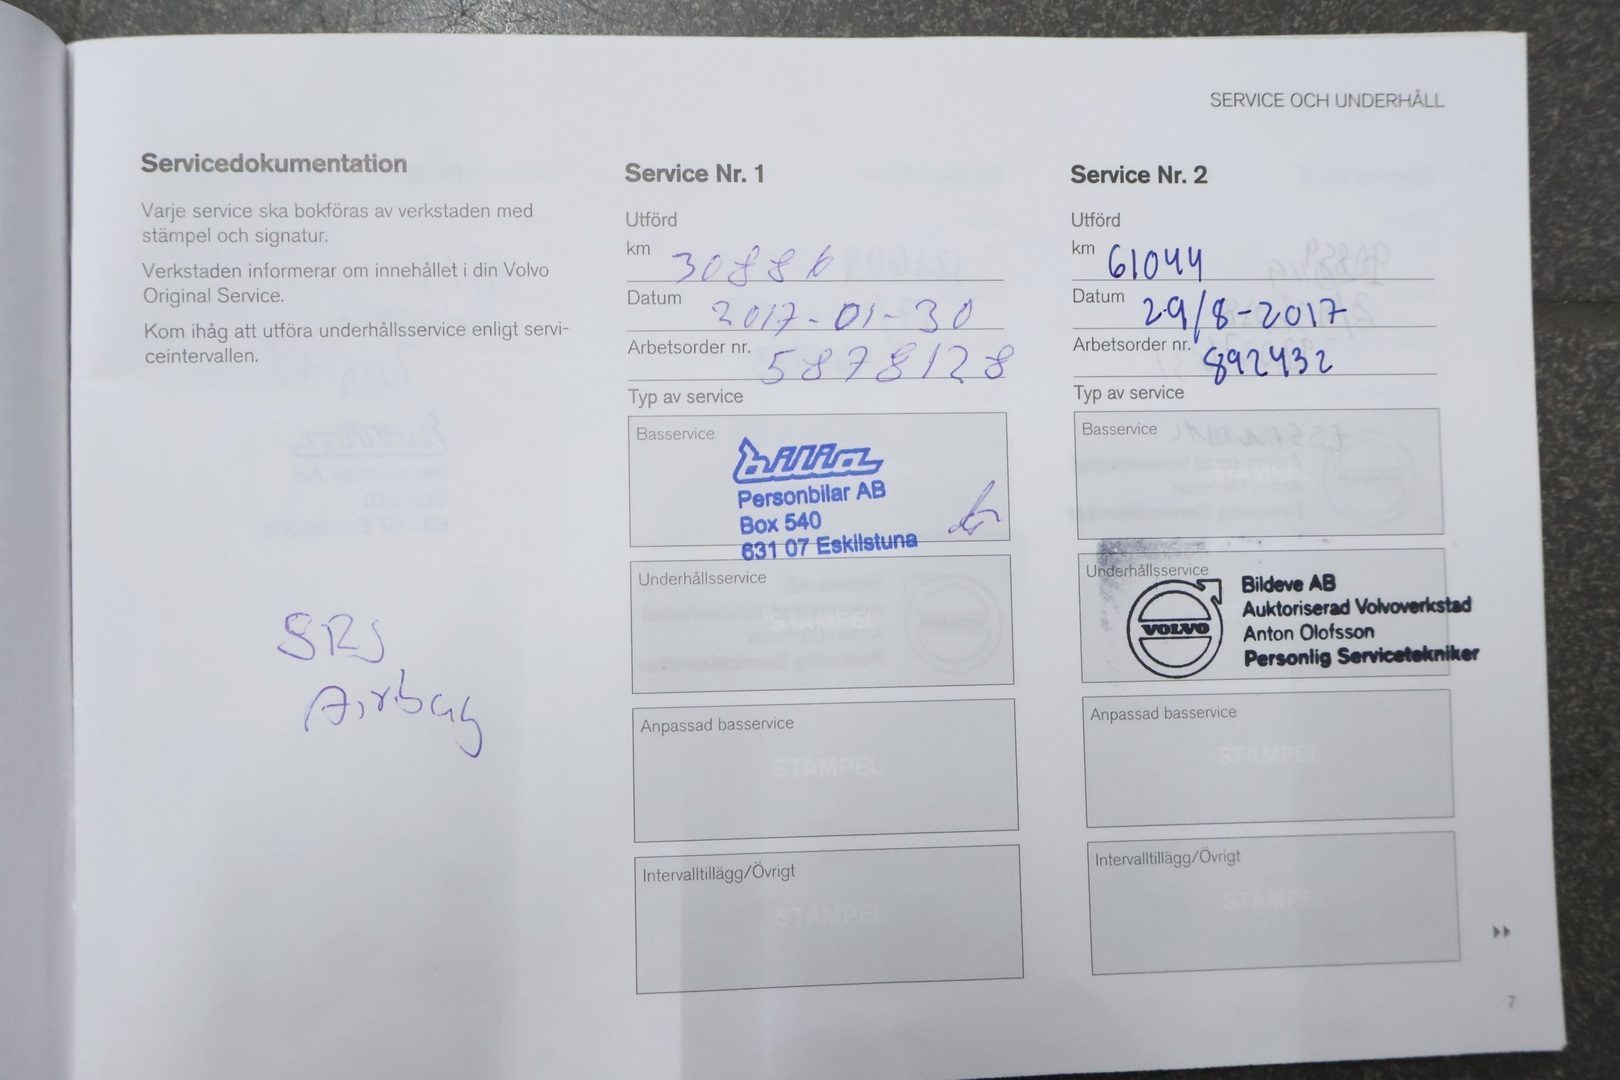 SERVICE OCH UNDERHÅLL
Servicedokumentation
Varje service ska bokföras av verkstaden med
stämpel och signatur.
Verkstaden informerar om innehållet i din Volvo
Original Service.
Kom ihåg att utföra underhållsservice enligt servi-
ceintervallen.
SRS
Airbag
Service Nr. 1
Utförd
km 30886
Datum 2017-01-30
Arbetsorder nr. 5878128
Typ av service
Basservice
Personbilar AB
Box 540
631 07 Eskilstuna
Underhållsservice
Anpassad basservice
STÄMPEL
Intervalltillägg/Övrigt
STÄMPEL
Service Nr. 2
Utförd
km 61044
Datum 29/8-2017
Arbetsorder nr. 892432
Typ av service
Basservice
Underhållsservice
VOLVO
Bildeve AB
Auktoriserad Volvoverkstad
Anton Olofsson
Personlig Servicetekniker
Anpassad basservice
STÄMPEL
Intervalltillägg/Övrigt
STÄMPEL
7